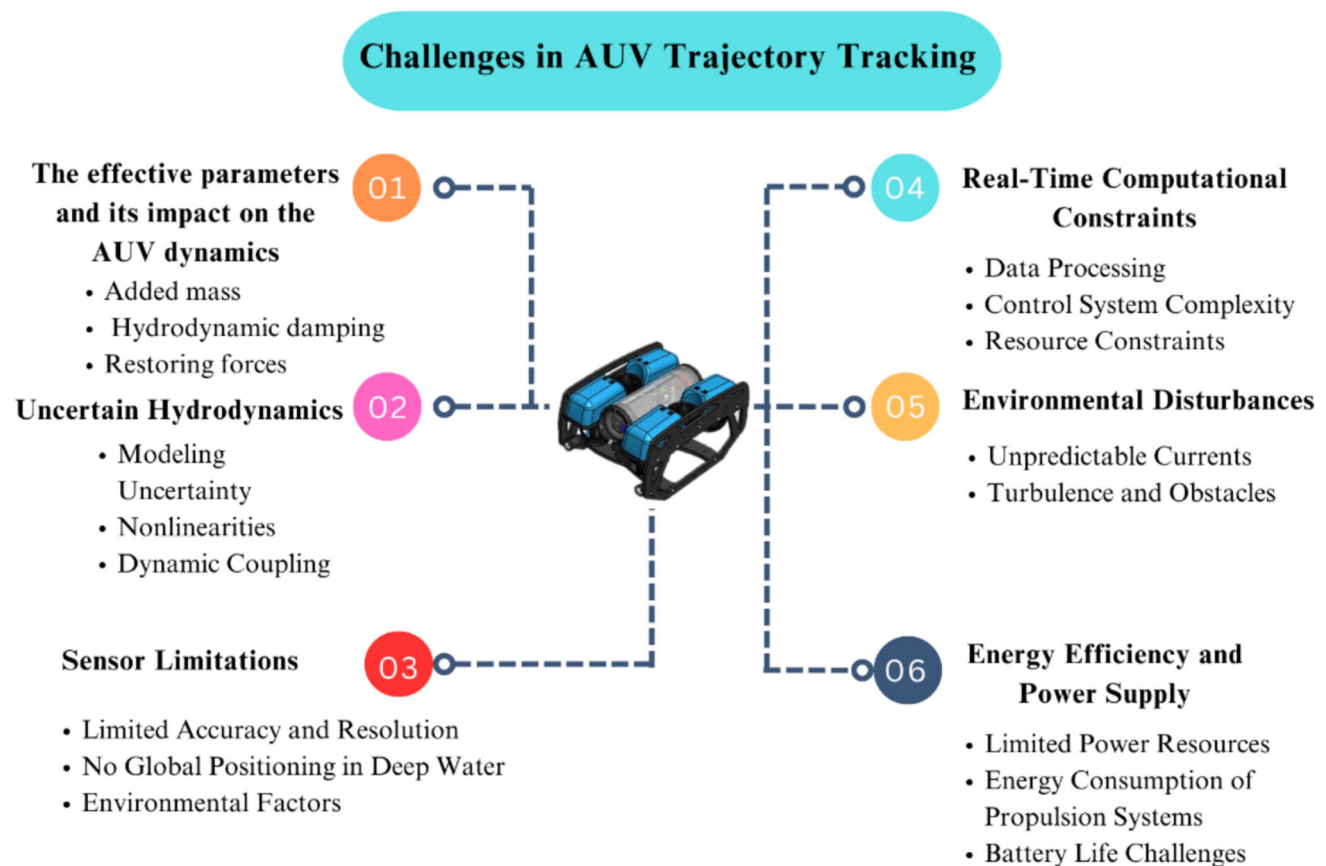 Challenges in AUV Trajectory Tracking
01
The effective parameters
and its impact on the
AUV dynamics
• Added mass
• Hydrodynamic damping
• Restoring forces
02
Uncertain Hydrodynamics
• Modeling
Uncertainty
• Nonlinearities
• Dynamic Coupling
03
Sensor Limitations
• Limited Accuracy and Resolution
• No Global Positioning in Deep Water
• Environmental Factors
04
Real-Time Computational
Constraints
• Data Processing
• Control System Complexity
• Resource Constraints
05
Environmental Disturbances
• Unpredictable Currents
• Turbulence and Obstacles
06
Energy Efficiency and
Power Supply
• Limited Power Resources
• Energy Consumption of
Propulsion Systems
• Battery Life Challenges